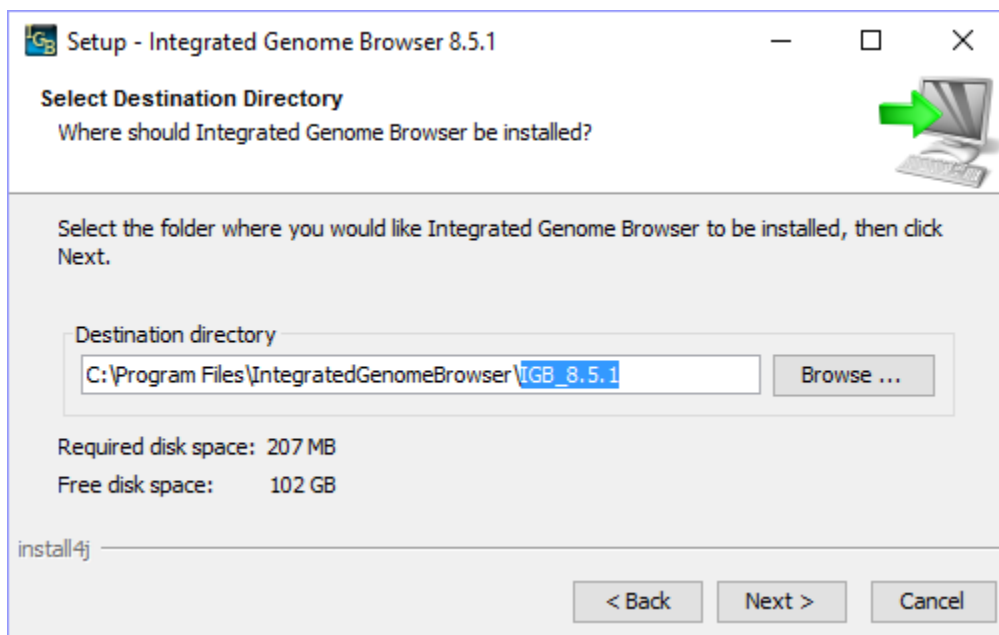 IGB Setup - Integrated Genome Browser 8.5.1
Select Destination Directory
Where should Integrated Genome Browser be installed?
Select the folder where you would like Integrated Genome Browser to be installed, then click
Next.
Destination directory
C:\Program Files\IntegratedGenomeBrowser\IGB_8.5.1 Browse ...
Required disk space: 207 MB
Free disk space: 102 GB
install4j
< Back Next > Cancel